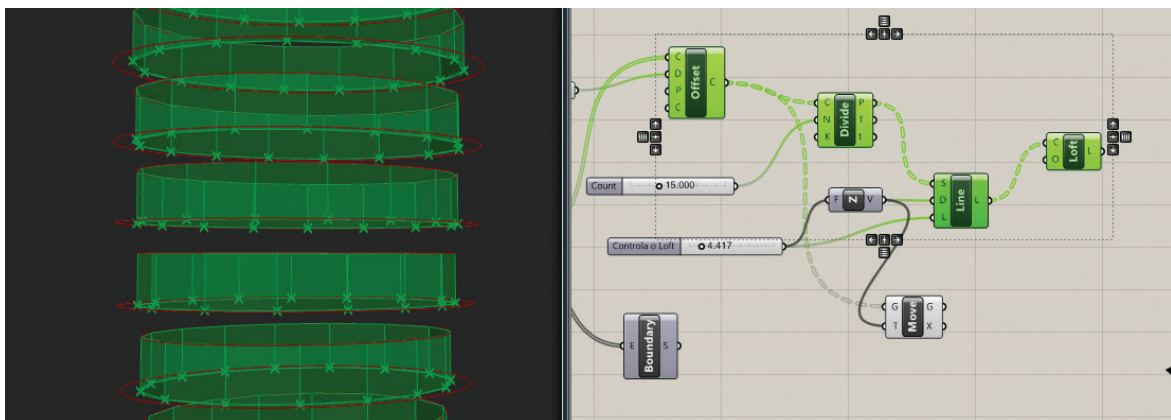 C
D
P
C
Offset
C
C
N
K
Divide
P
T
t
Count
15.000
F
Z
V
S
D
L
Line
L
C
O
Loft
L
Controla o Loft
4.417
G
T
Move
G
X
E
Boundary
S